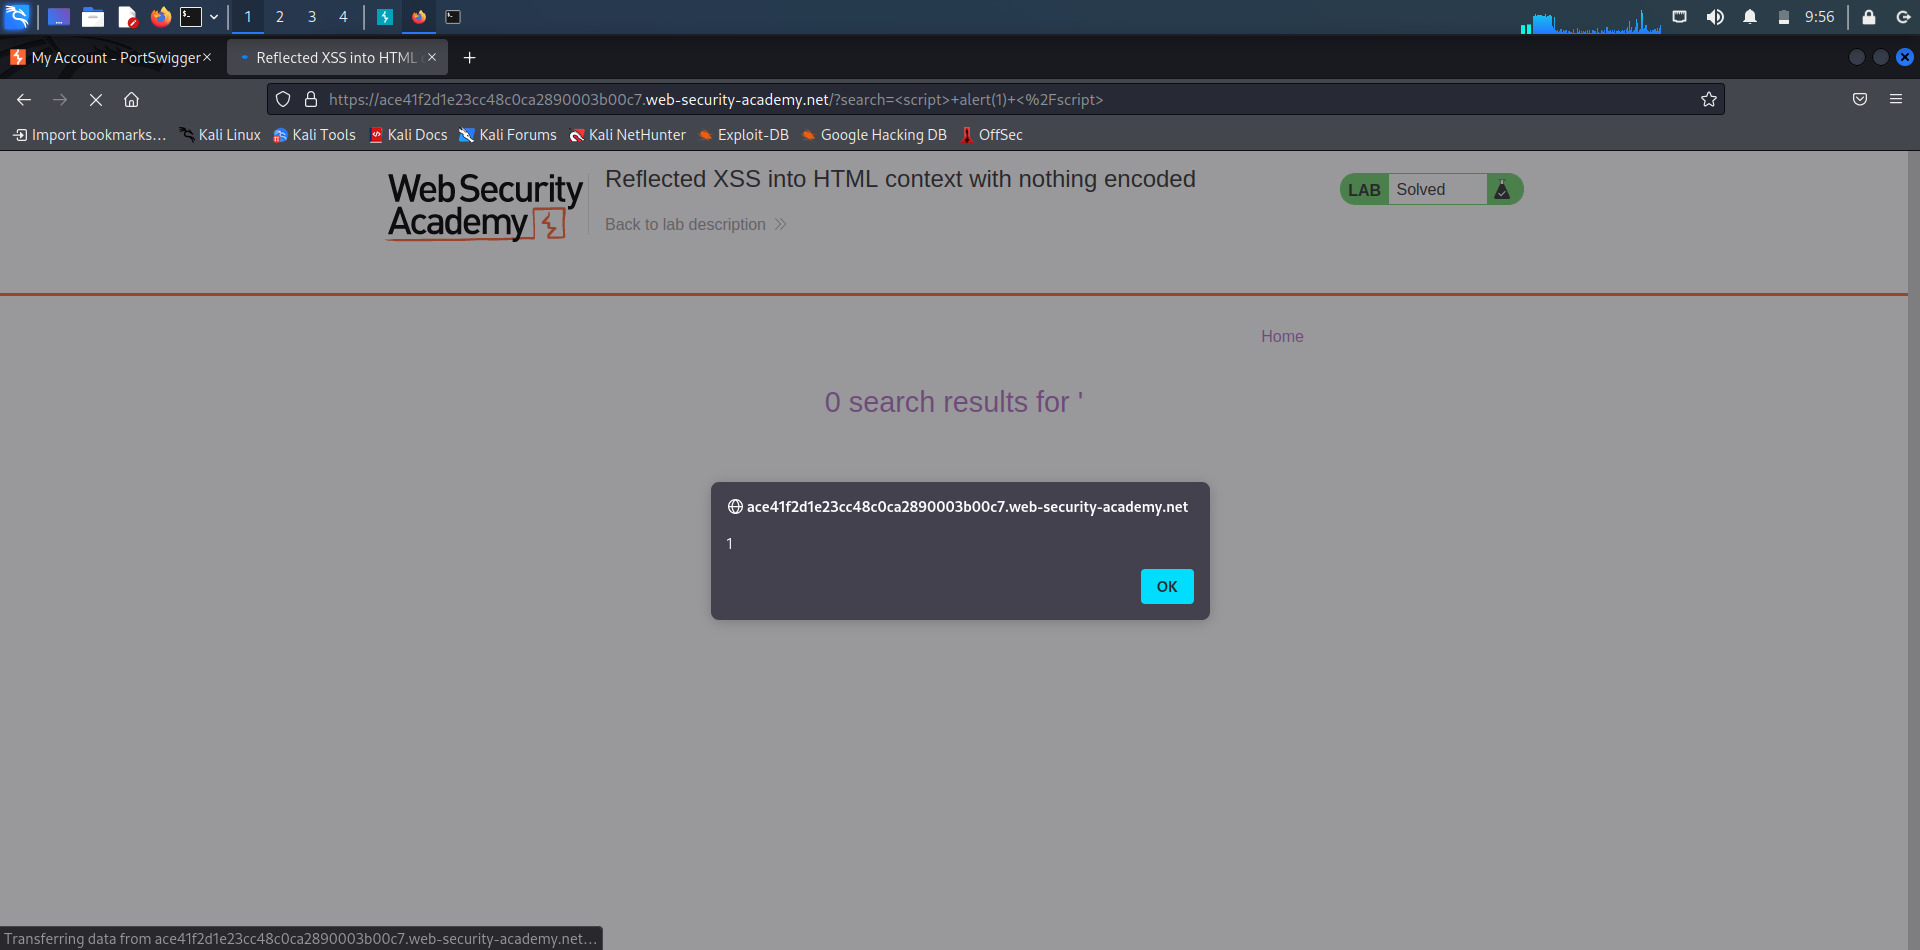 1 2 3 4 9:56
My Account - PortSwigger
Reflected XSS into HTML
https://ace41f2d1e23cc48c0ca2890003b00c7.web-security-academy.net/?search=<script>+alert(1)+<%2Fscript>
Import bookmarks... Kali Linux Kali Tools Kali Docs Kali Forums Kali NetHunter Exploit-DB Google Hacking DB OffSec
WebSecurity
Academy
Reflected XSS into HTML context with nothing encoded
Back to lab description
LAB Solved
Home
0 search results for '
ace41f2d1e23cc48c0ca2890003b00c7.web-security-academy.net
1
OK
Transferring data from ace41f2d1e23cc48c0ca2890003b00c7.web-security-academy.net...